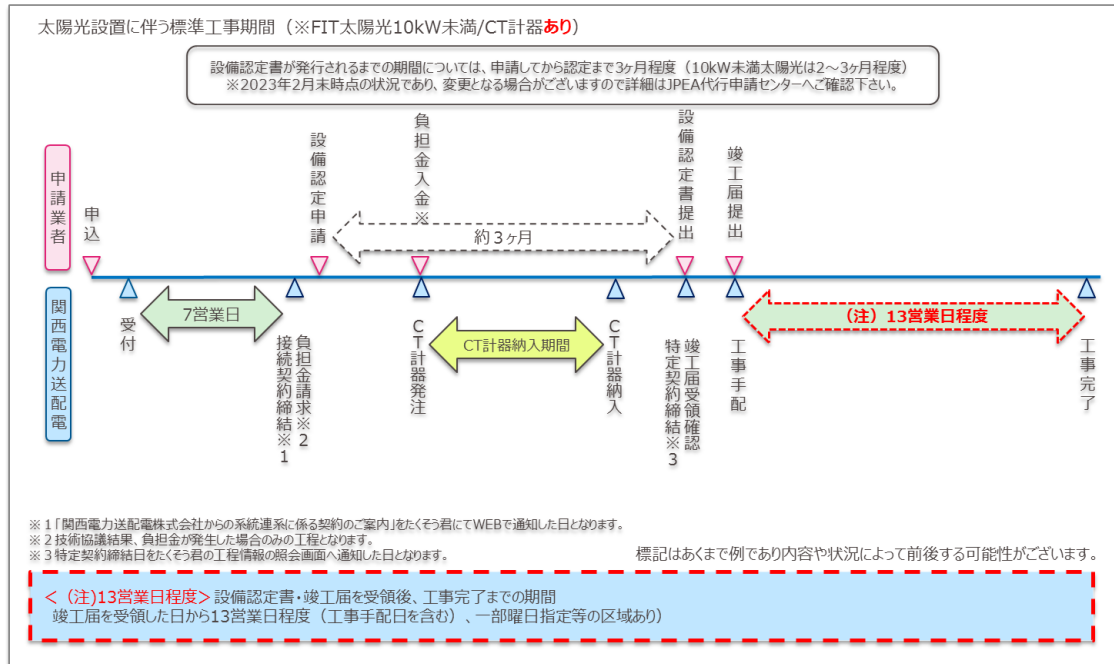 太陽光設置に伴う標準工事期間（※FIT太陽光10kW未満/CT計器あり）
設備認定書が発行されるまでの期間については、申請してから認定まで3ヶ月程度（10kW未満太陽光は2～3ヶ月程度）
※2023年2月末時点の状況であり、変更となる場合がございますので詳細はJPEA代行申請センターへご確認下さい。
申請業者
申込
設備認定申請
負担金入金※
設備認定書提出
竣工届提出
約３ヶ月
関西電力送配電
受付
7営業日
接続契約締結※1
負担金請求※2
CT計器発注
CT計器納入期間
CT計器納入
特定契約締結※3
竣工届受領確認
工事手配
（注）13営業日程度
工事完了
※１「関西電力送配電株式会社からの系統連系に係る契約のご案内」をたくそう君にてWEBで通知した日となります。
※２技術協議結果、負担金が発生した場合のみの工程となります。
※３特定契約締結日をたくそう君の工程情報の照会画面へ通知した日となります。
標記はあくまで例であり内容や状況によって前後する可能性がございます。
＜（注)13営業日程度＞設備認定書・竣工届を受領後、工事完了までの期間
竣工届を受領した日から13営業日程度（工事手配日を含む）、一部曜日指定等の区域あり）